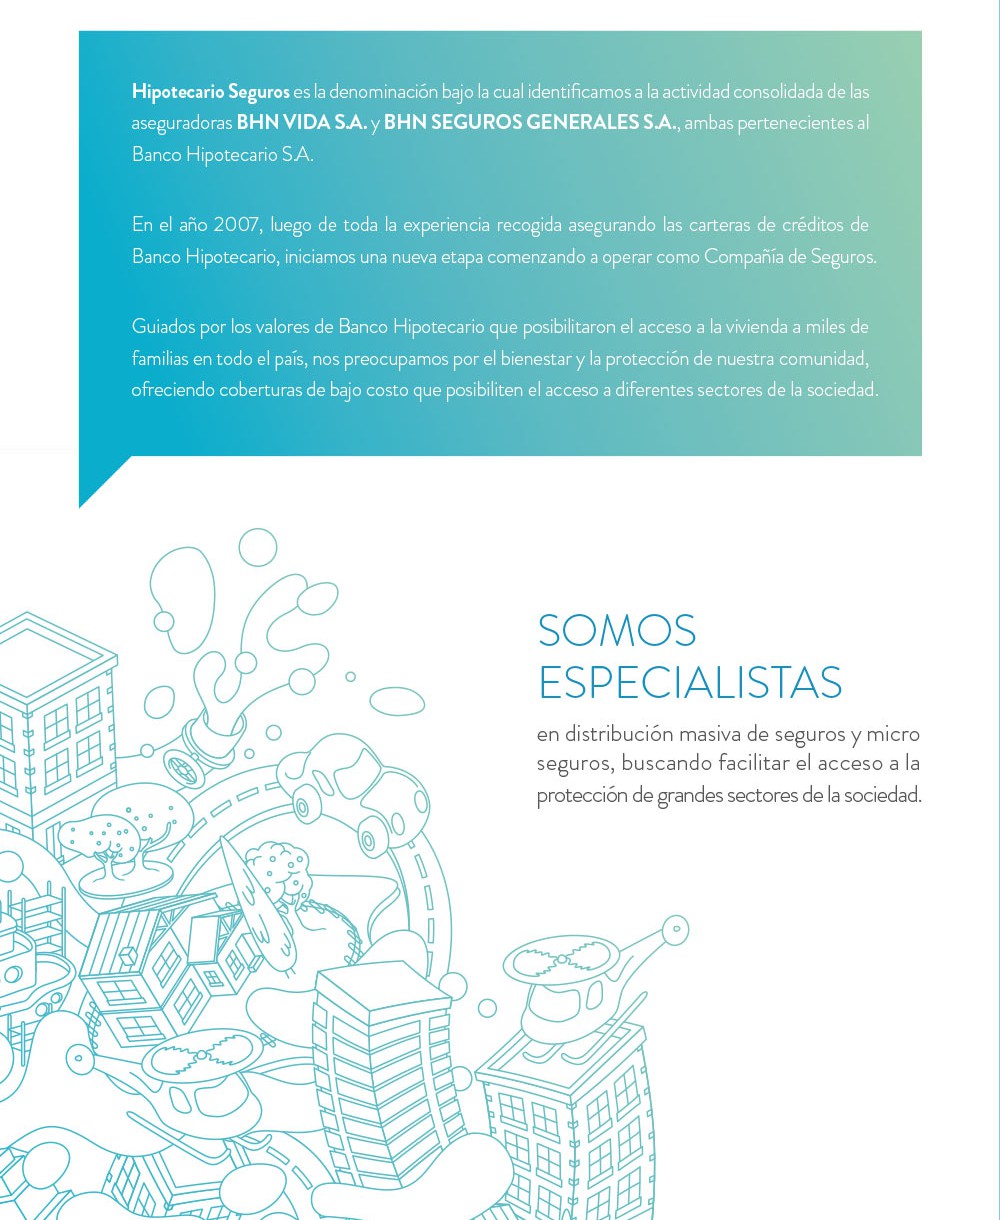 Hipotecario Seguros es la denominación bajo la cual identificamos a la actividad consolidada de las
aseguradoras BHN VIDA S.A. y BHN SEGUROS GENERALES S.A., ambas pertenecientes al
Banco Hipotecario S.A.
En el año 2007, luego de toda la experiencia recogida asegurando las carteras de créditos de
Banco Hipotecario, iniciamos una nueva etapa comenzando a operar como Compañía de Seguros.
Guiados por los valores de Banco Hipotecario que posibilitaron el acceso a la vivienda a miles de
familias en todo el país, nos preocupamos por el bienestar y la protección de nuestra comunidad,
ofreciendo coberturas de bajo costo que posibiliten el acceso a diferentes sectores de la sociedad.
SOMOS
ESPECIALISTAS
en distribución masiva de seguros y micro
seguros, buscando facilitar el acceso a la
protección de grandes sectores de la sociedad.